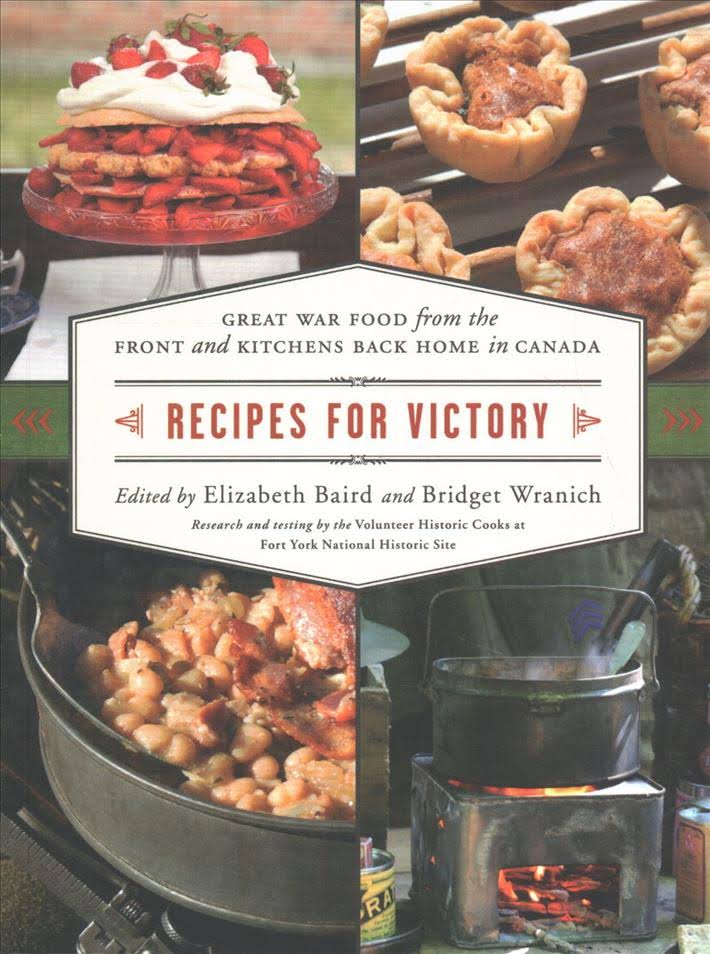 GREAT WAR FOOD from the
FRONT and KITCHENS BACK HOME in CANADA
RECIPES FOR VICTORY
Edited by Elizabeth Baird and Bridget Wranich
Research and testing by the Volunteer Historic Cooks at
Fort York National Historic Site